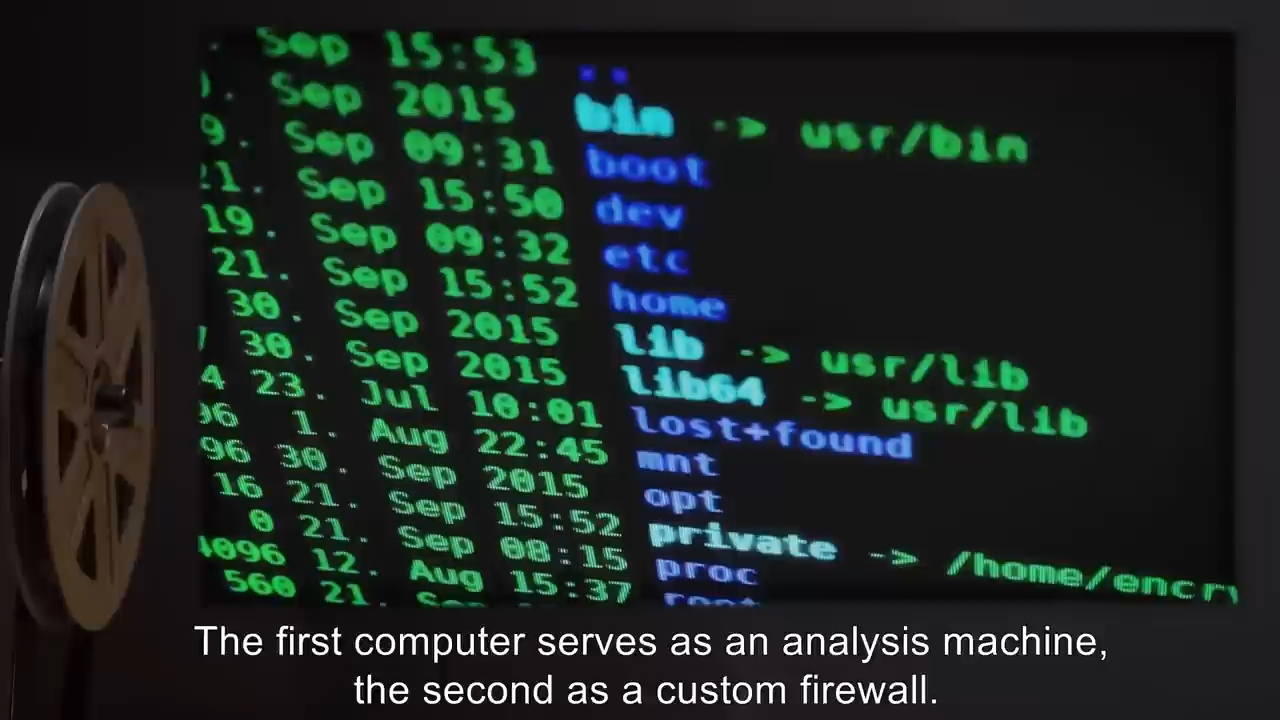 . Sep 15:53 ..
. Sep 2015 bin -> usr/bin
9. Sep 09:31 boot
21. Sep 15:50 dev
19. Sep 09:32 etc
21. Sep 15:52 home
30. Sep 2015 lib -> usr/lib
30. Sep 2015 lib64 -> usr/lib
4 23. Jul 10:01 lost+found
96 1. Aug 22:45 mnt
96 30. Sep 2015 opt
16 21. Sep 15:52 private -> /home/encr
0 21. Sep 08:15 proc
4096 12. Aug 15:37 root
560 21. Sep
The first computer serves as an analysis machine,
the second as a custom firewall.